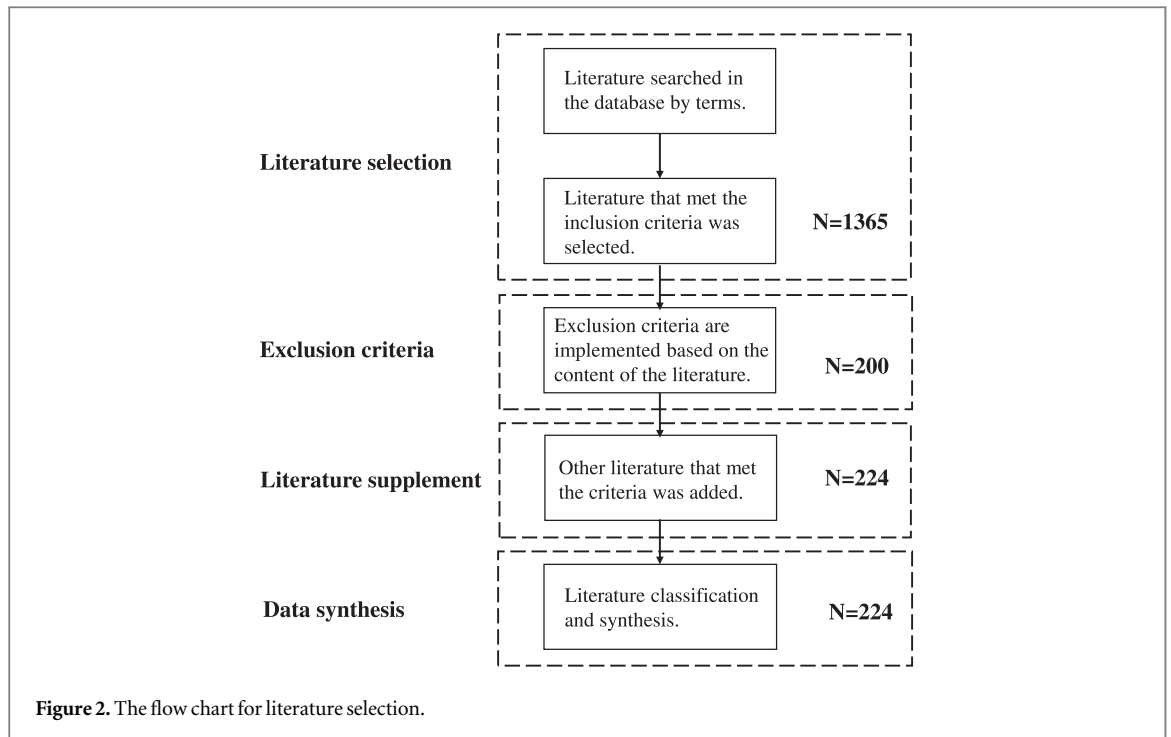 Literature searched in
the database by terms.
Literature selection
Literature that met the
inclusion criteria was
selected.
N=1365
Exclusion criteria are
implemented based on the
content of the literature.
Exclusion criteria
N=200
Other literature that met
the criteria was added.
Literature supplement
N=224
Literature classification
and synthesis.
Data synthesis
N=224
Figure 2. The flow chart for literature selection.